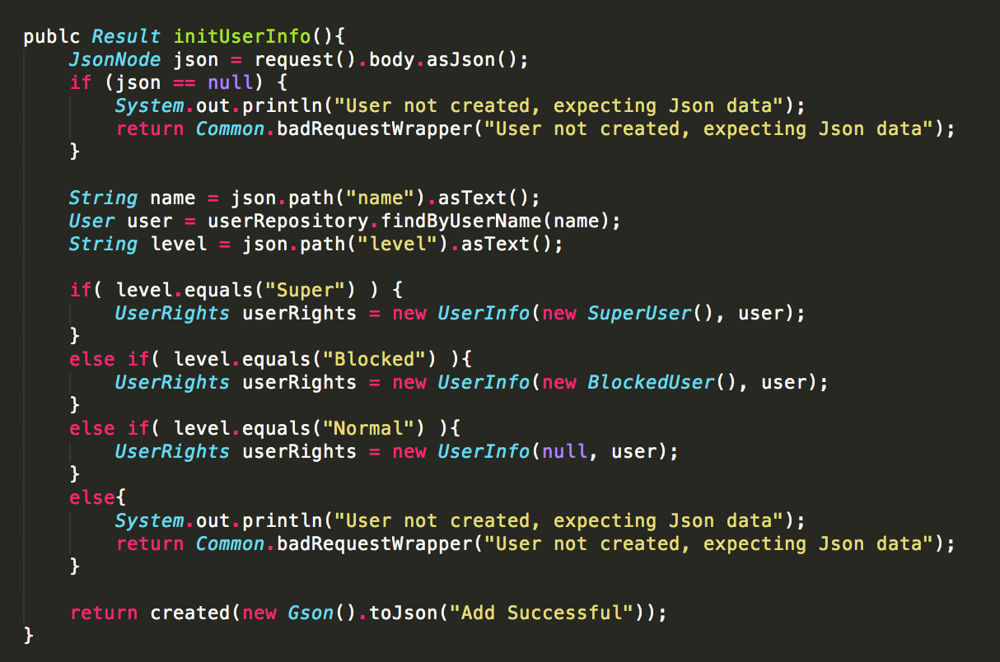 publc Result initUserInfo(){
    JsonNode json = request().body.asJson();
    if (json == null) {
        System.out.println("User not created, expecting Json data");
        return Common.badRequestWrapper("User not created, expecting Json data");
    }

    String name = json.path("name").asText();
    User user = userRepository.findByUserName(name);
    String level = json.path("level").asText();

    if( level.equals("Super") ) {
        UserRights userRights = new UserInfo(new SuperUser(), user);
    }
    else if( level.equals("Blocked") ){
        UserRights userRights = new UserInfo(new BlockedUser(), user);
    }
    else if( level.equals("Normal") ){
        UserRights userRights = new UserInfo(null, user);
    }
    else{
        System.out.println("User not created, expecting Json data");
        return Common.badRequestWrapper("User not created, expecting Json data");
    }

    return created(new Gson().toJson("Add Successful"));
}